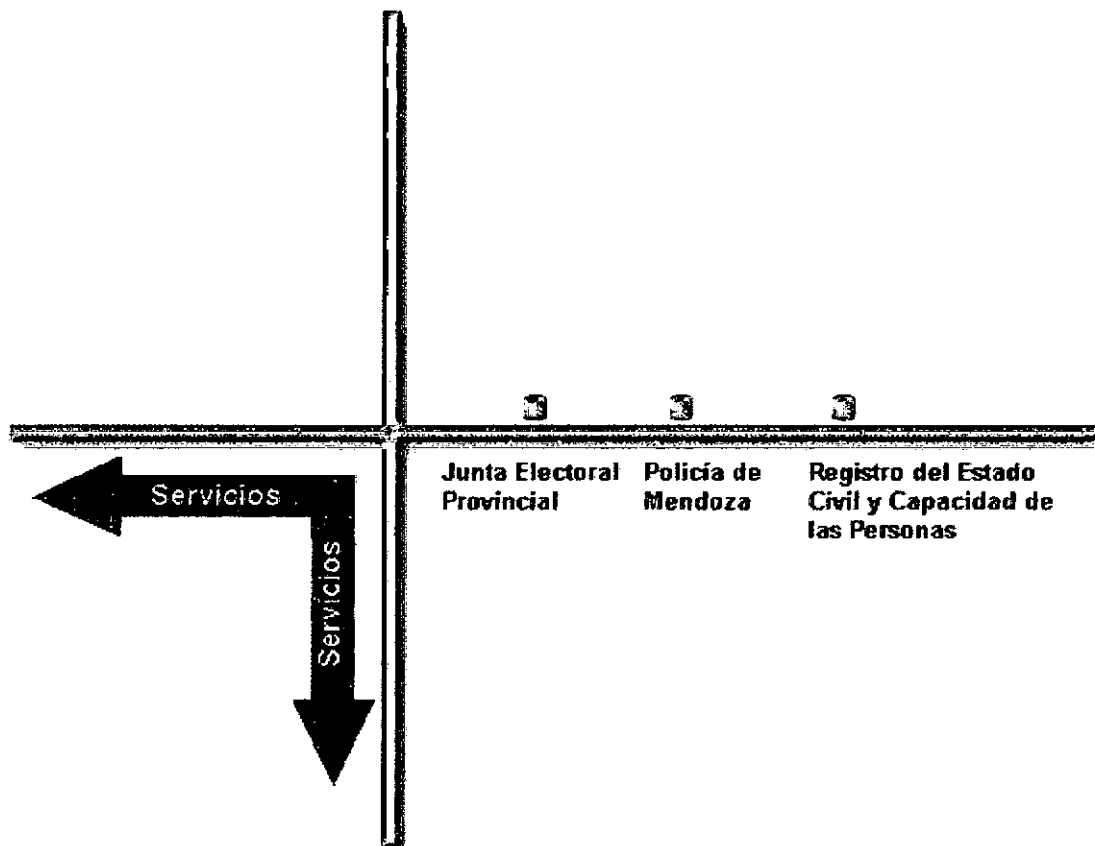 Junta Electoral
Provincial
Policía de
Mendoza
Registro del Estado
Civil y Capacidad de
las Personas
Servicios
Servicios